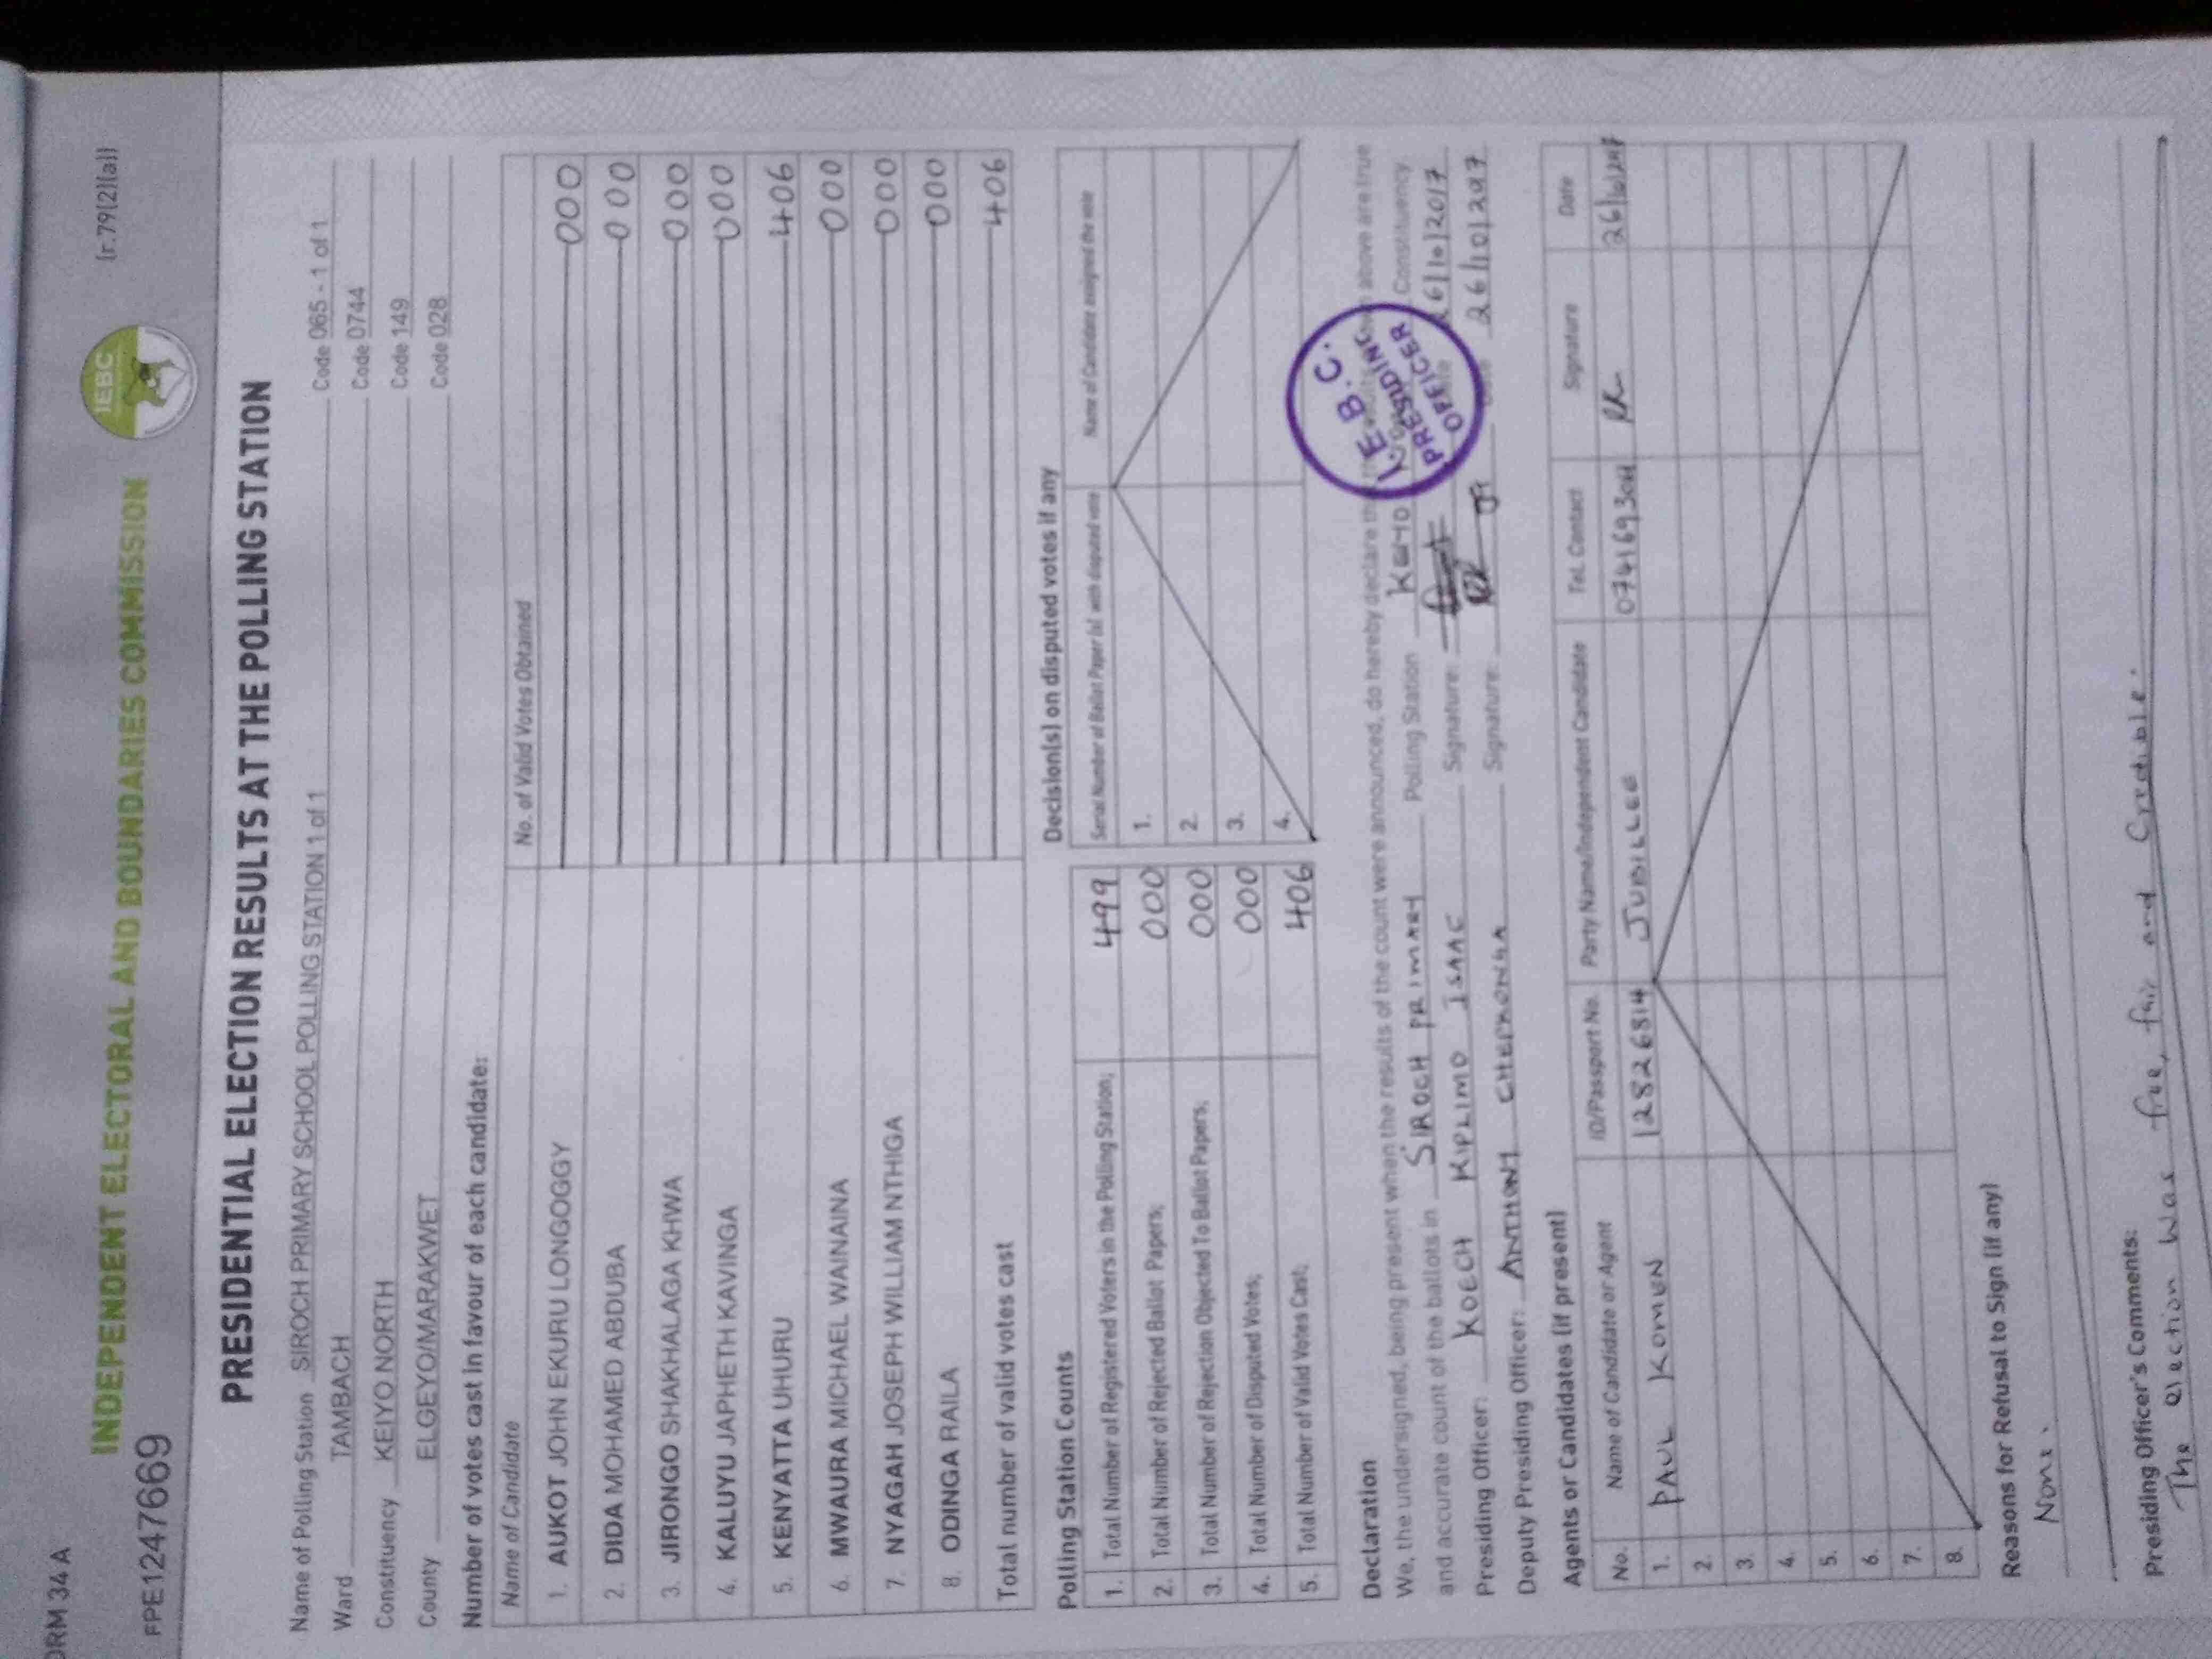 ORM 34 A
(r.79(2)(a))
INDEPENDENT ELECTORAL AND BOUNDARIES COMMISSION
IEBC
FPE1247669
PRESIDENTIAL ELECTION RESULTS AT THE POLLING STATION
Name of Polling Station SIROCH PRIMARY SCHOOL POLLING STATION 1 of 1 Code 065 - 1 of 1
Ward TAMBACH Code 0744
Constituency KEIYO NORTH Code 149
County ELGEYO/MARAKWET Code 028
Number of votes cast in favour of each candidate:
Name of Candidate No. of Valid Votes Obtained
1. AUKOT JOHN EKURU LONGOGGY 000
2. DIDA MOHAMED ABDUBA 000
3. JIRONGO SHAKHALAGA KHWA 000
4. KALUYU JAPHETH KAVINGA 000
5. KENYATTA UHURU 406
6. MWAURA MICHAEL WAINAINA 000
7. NYAGAH JOSEPH WILLIAM NTHIGA 000
8. ODINGA RAILA 000
Total number of valid votes cast 406
Polling Station Counts
1. Total Number of Registered Voters in the Polling Station; 499
2. Total Number of Rejected Ballot Papers; 000
3. Total Number of Rejection Objected To Ballot Papers; 000
4. Total Number of Disputed Votes; 000
5. Total Number of Valid Votes Cast; 406
Decision(s) on disputed votes if any
Serial Number of Ballot Paper (s) with disputed vote Name of Candidate assigned the vote
1.
2.
3.
4.
Declaration
We, the undersigned, being present when the results of the count were announced, do hereby declare above are true
and accurate count of the ballots in SIROCH PRIMARY Polling Station Constituency
Presiding Officer: KOECH KIPLIMO ISAAC Signature: 26/10/2017
Deputy Presiding Officer: ANTHONY CHEPKONGA Signature: 26/10/2017
I.E.B.C.
PRESIDING
OFFICER
Agents or Candidates (if present)
No. Name of Candidate or Agent ID/Passport No. Party Name/Independent Candidate Tel. Contact Signature Date
1. PAUL KOMEN 12826814 JUBILLEE 26/10/2017
2.
3.
4.
5.
6.
7.
8.
Reasons for Refusal to Sign (if any)
None.
Presiding Officer's Comments:
The election was free, fair and Credible.